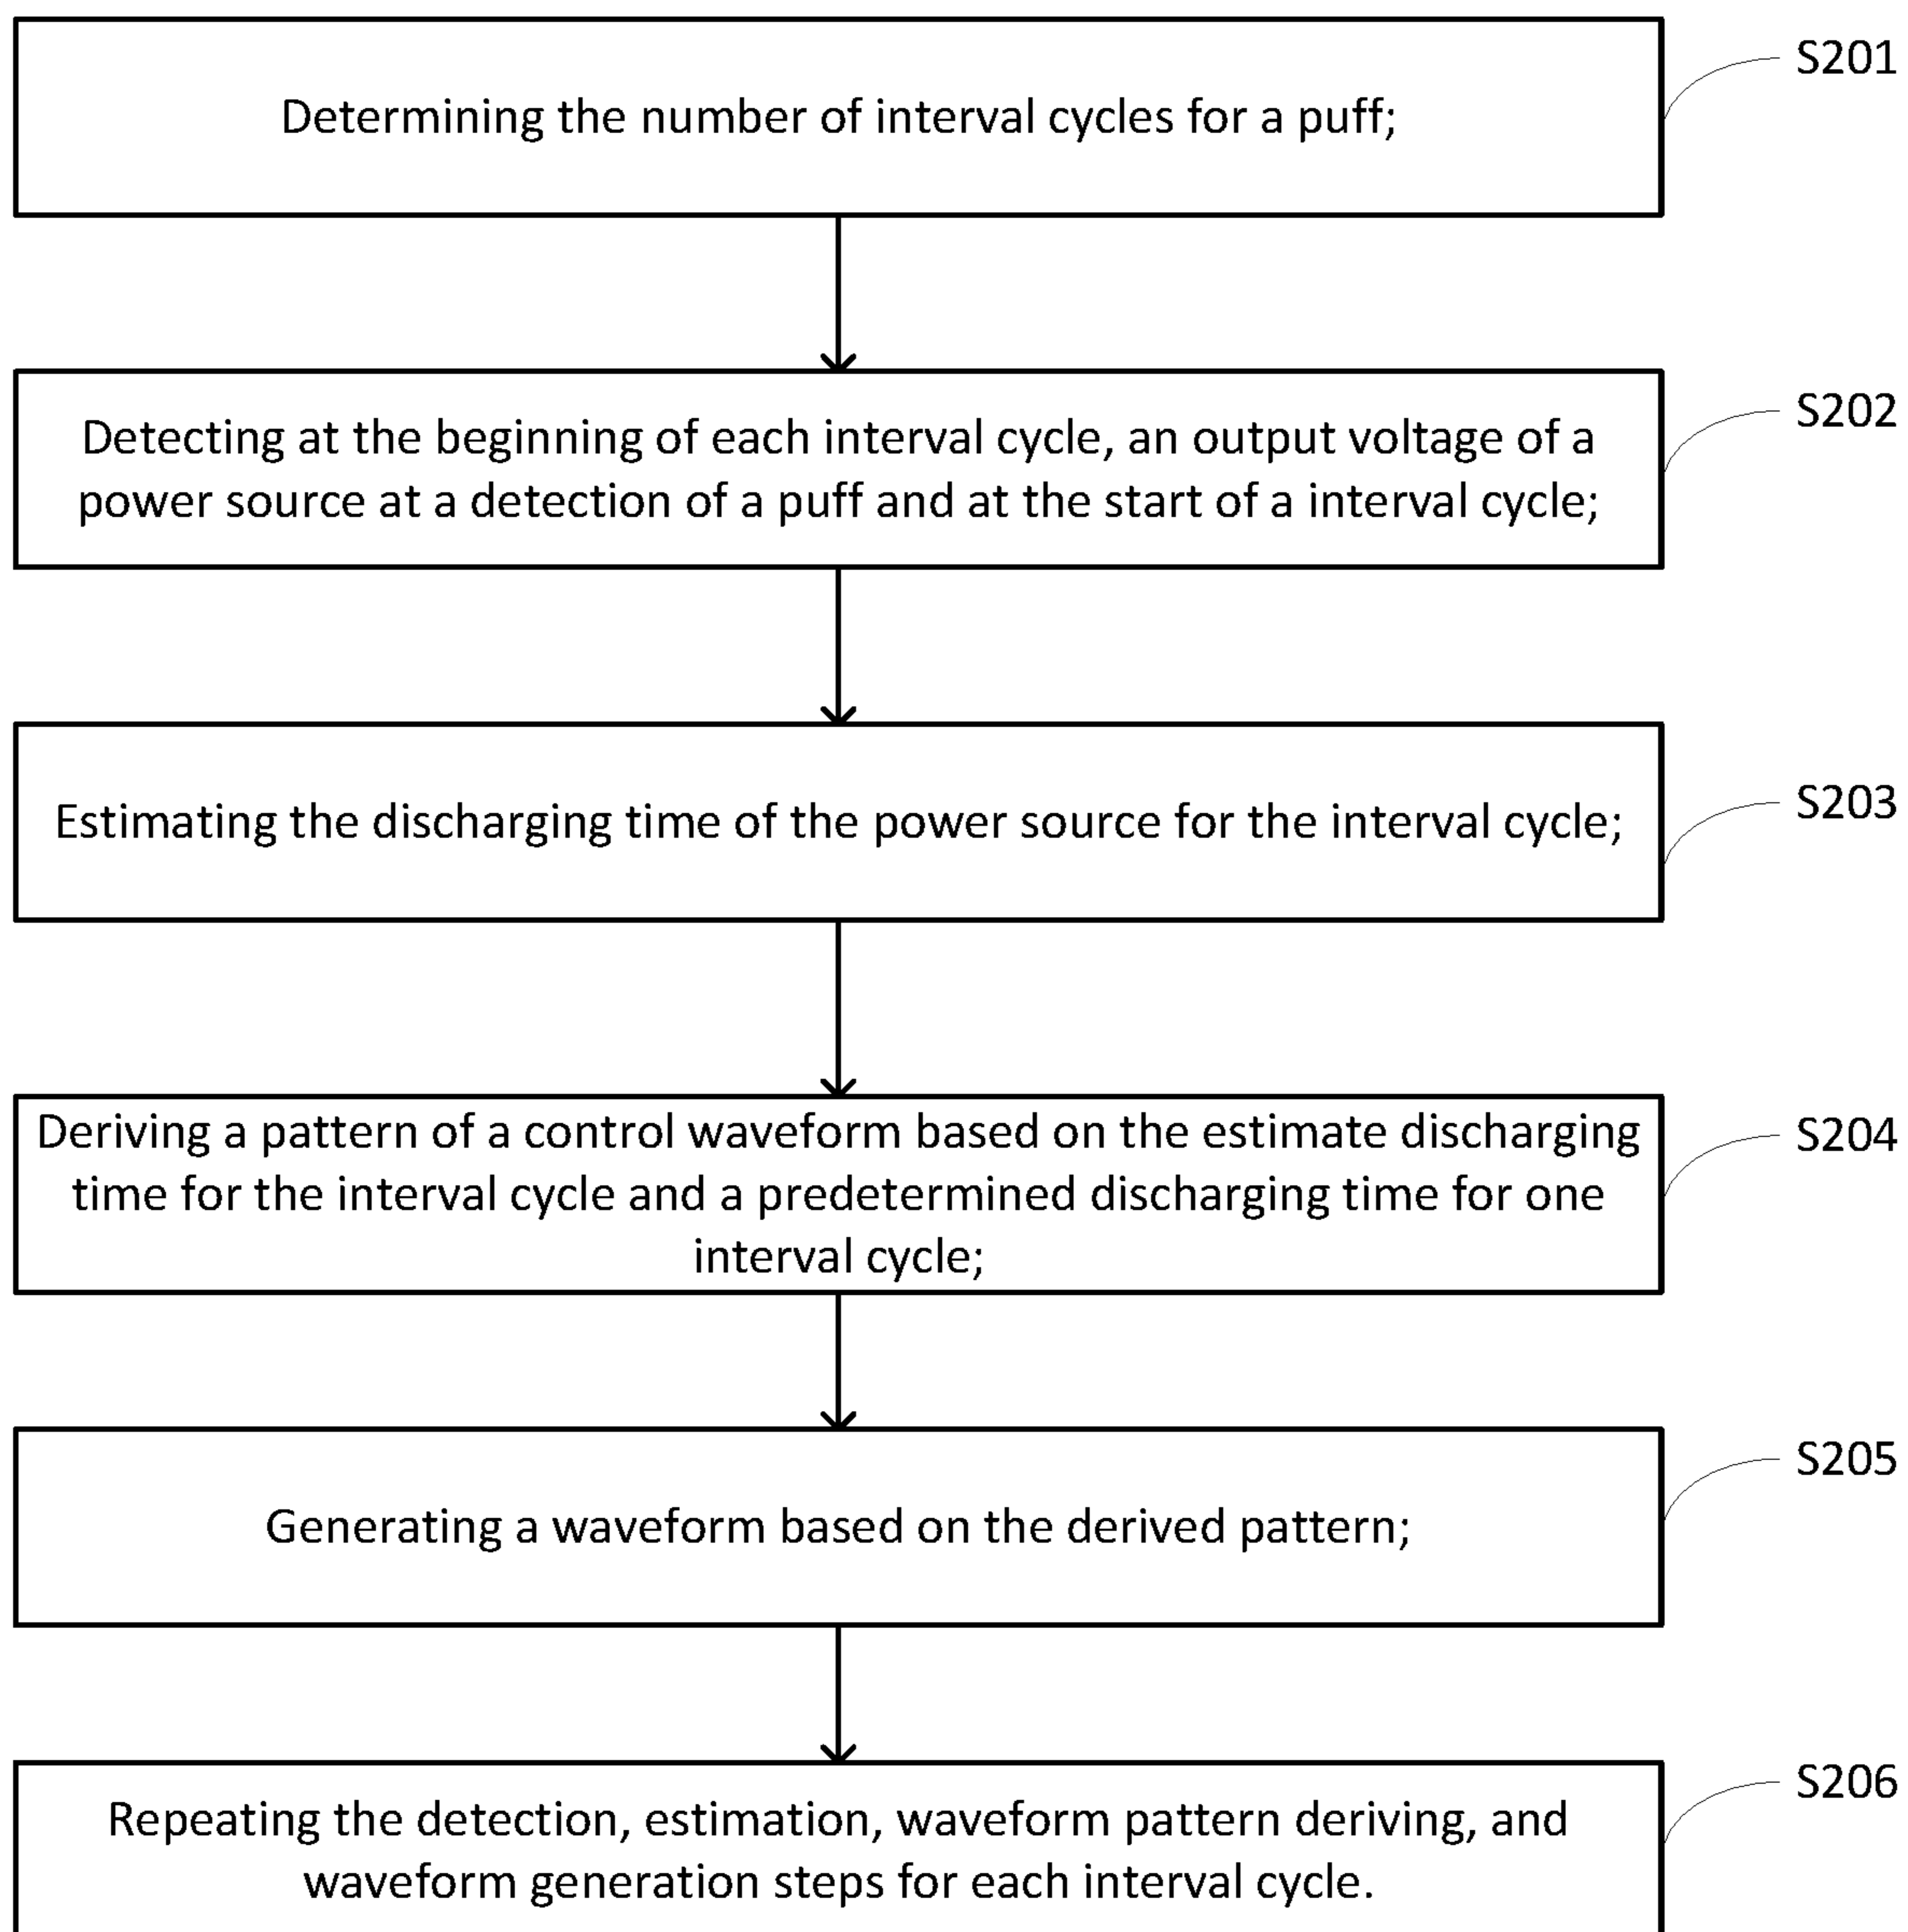 S201
Determining the number of interval cycles for a puff;
S202
Detecting at the beginning of each interval cycle, an output voltage of a
power source at a detection of a puff and at the start of a interval cycle;
S203
Estimating the discharging time of the power source for the interval cycle;
S204
Deriving a pattern of a control waveform based on the estimate discharging
time for the interval cycle and a predetermined discharging time for one
interval cycle;
S205
Generating a waveform based on the derived pattern;
S206
Repeating the detection, estimation, waveform pattern deriving, and
waveform generation steps for each interval cycle.